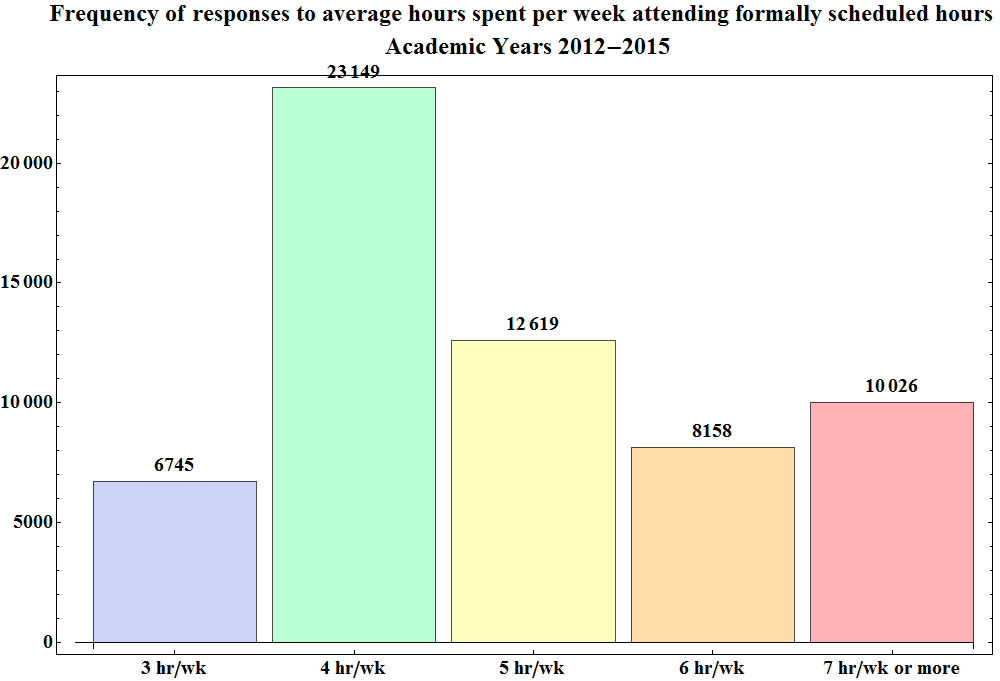 Frequency of responses to average hours spent per week attending formally scheduled hours
Academic Years 2012–2015
23 149
20 000
15 000
12 619
10 000
10 026
8158
6745
5000
0
3 hr/wk
4 hr/wk
5 hr/wk
6 hr/wk
7 hr/wk or more